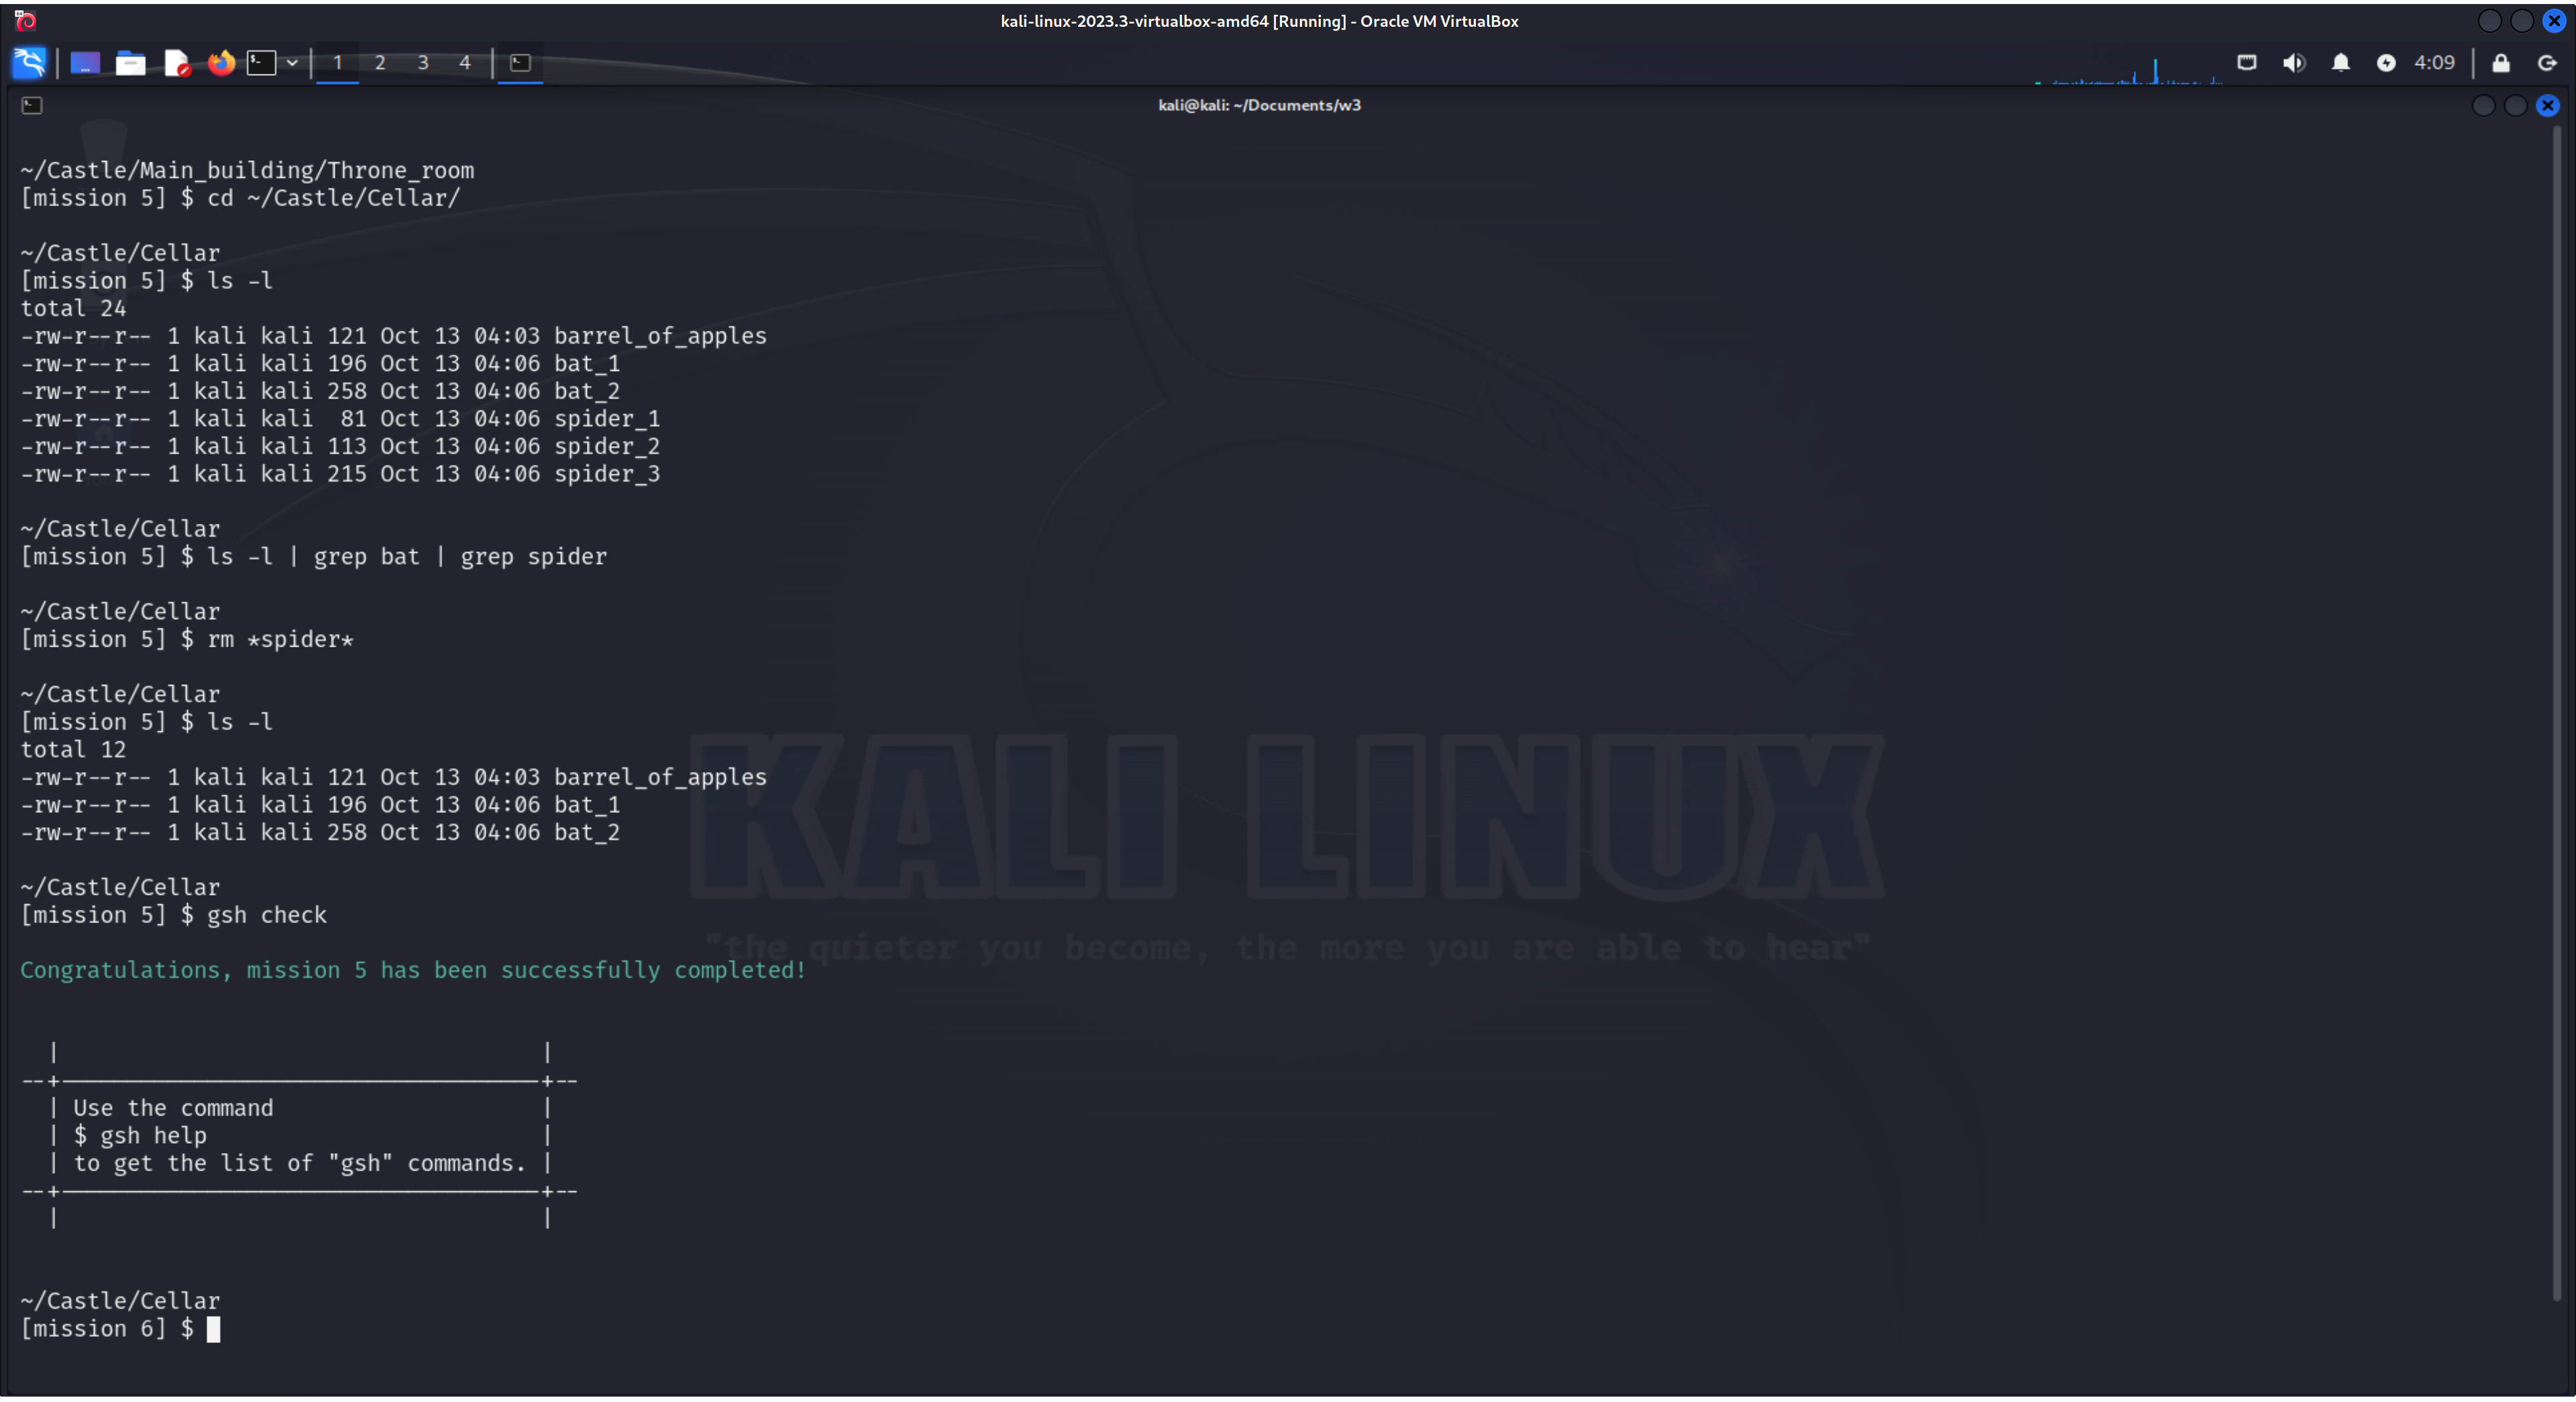 kali-linux-2023.3-virtualbox-amd64 [Running] - Oracle VM VirtualBox
1 2 3 4 4:09
kali@kali: ~/Documents/w3
~/Castle/Main_building/Throne_room
[mission 5] $ cd ~/Castle/Cellar/
~/Castle/Cellar
[mission 5] $ ls -l
total 24
-rw-r--r-- 1 kali kali 121 Oct 13 04:03 barrel_of_apples
-rw-r--r-- 1 kali kali 196 Oct 13 04:06 bat_1
-rw-r--r-- 1 kali kali 258 Oct 13 04:06 bat_2
-rw-r--r-- 1 kali kali  81 Oct 13 04:06 spider_1
-rw-r--r-- 1 kali kali 113 Oct 13 04:06 spider_2
-rw-r--r-- 1 kali kali 215 Oct 13 04:06 spider_3
~/Castle/Cellar
[mission 5] $ ls -l | grep bat | grep spider
~/Castle/Cellar
[mission 5] $ rm *spider*
~/Castle/Cellar
[mission 5] $ ls -l
total 12
-rw-r--r-- 1 kali kali 121 Oct 13 04:03 barrel_of_apples
-rw-r--r-- 1 kali kali 196 Oct 13 04:06 bat_1
-rw-r--r-- 1 kali kali 258 Oct 13 04:06 bat_2
KALI LINUX
~/Castle/Cellar
[mission 5] $ gsh check
"the quieter you become, the more you are able to hear"
Congratulations, mission 5 has been successfully completed!
Use the command
$ gsh help
to get the list of "gsh" commands.
~/Castle/Cellar
[mission 6] $